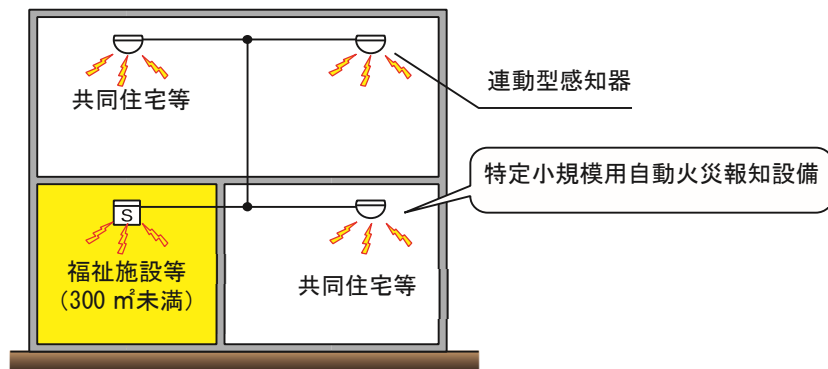 連動型感知器
共同住宅等
特定小規模用自動火災報知設備
S
福祉施設等
（300 ㎡未満）
共同住宅等